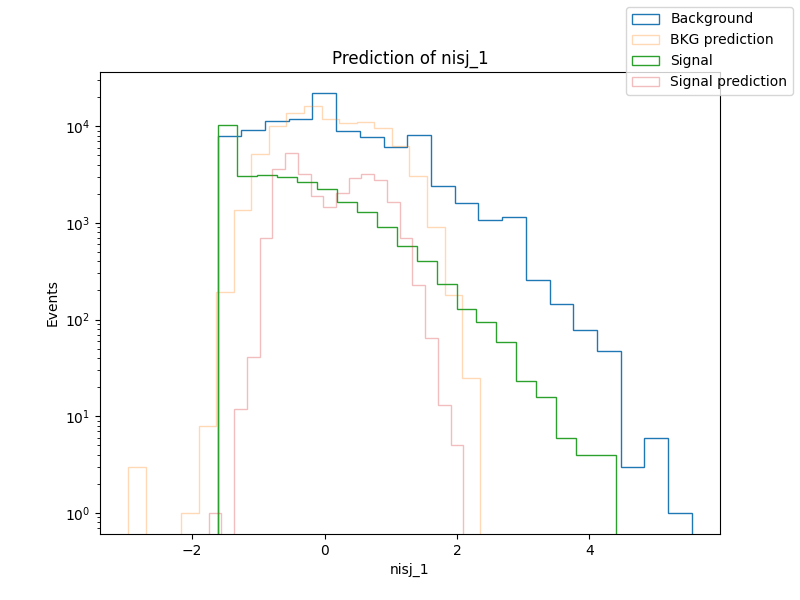 Prediction of nisj_1
Background
BKG prediction
Signal
Signal prediction
Events
10^4
10^3
10^2
10^1
10^0
−2
0
2
4
nisj_1